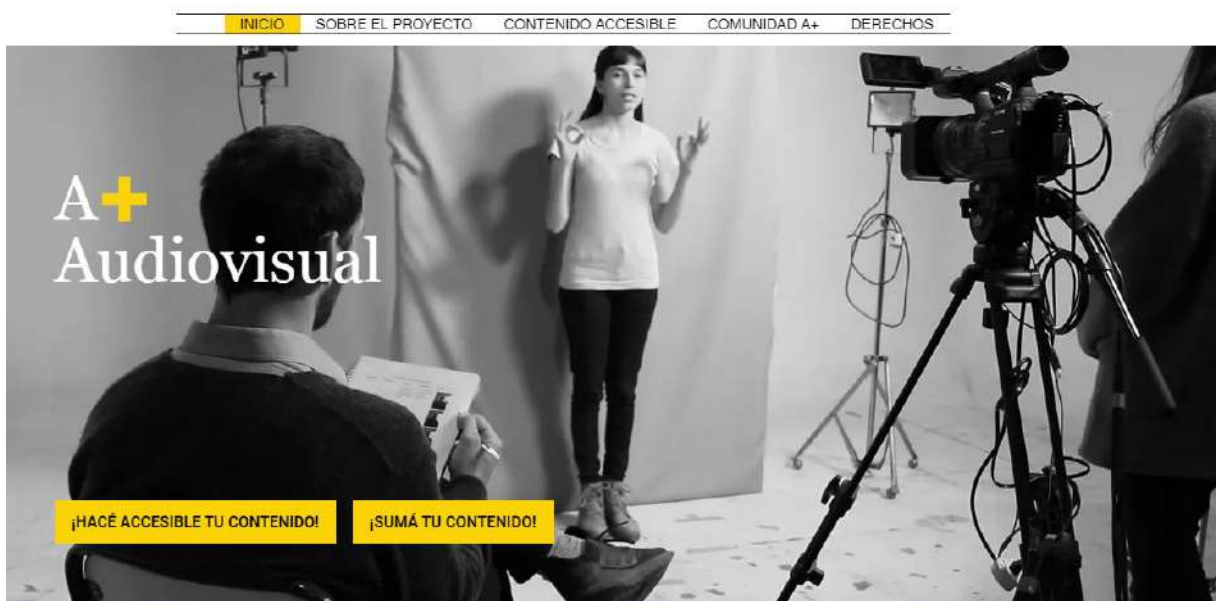 INICIO SOBRE EL PROYECTO CONTENIDO ACCESIBLE COMUNIDAD A+ DERECHOS
A+
Audiovisual
¡HACÉ ACCESIBLE TU CONTENIDO! ¡SUMÁ TU CONTENIDO!